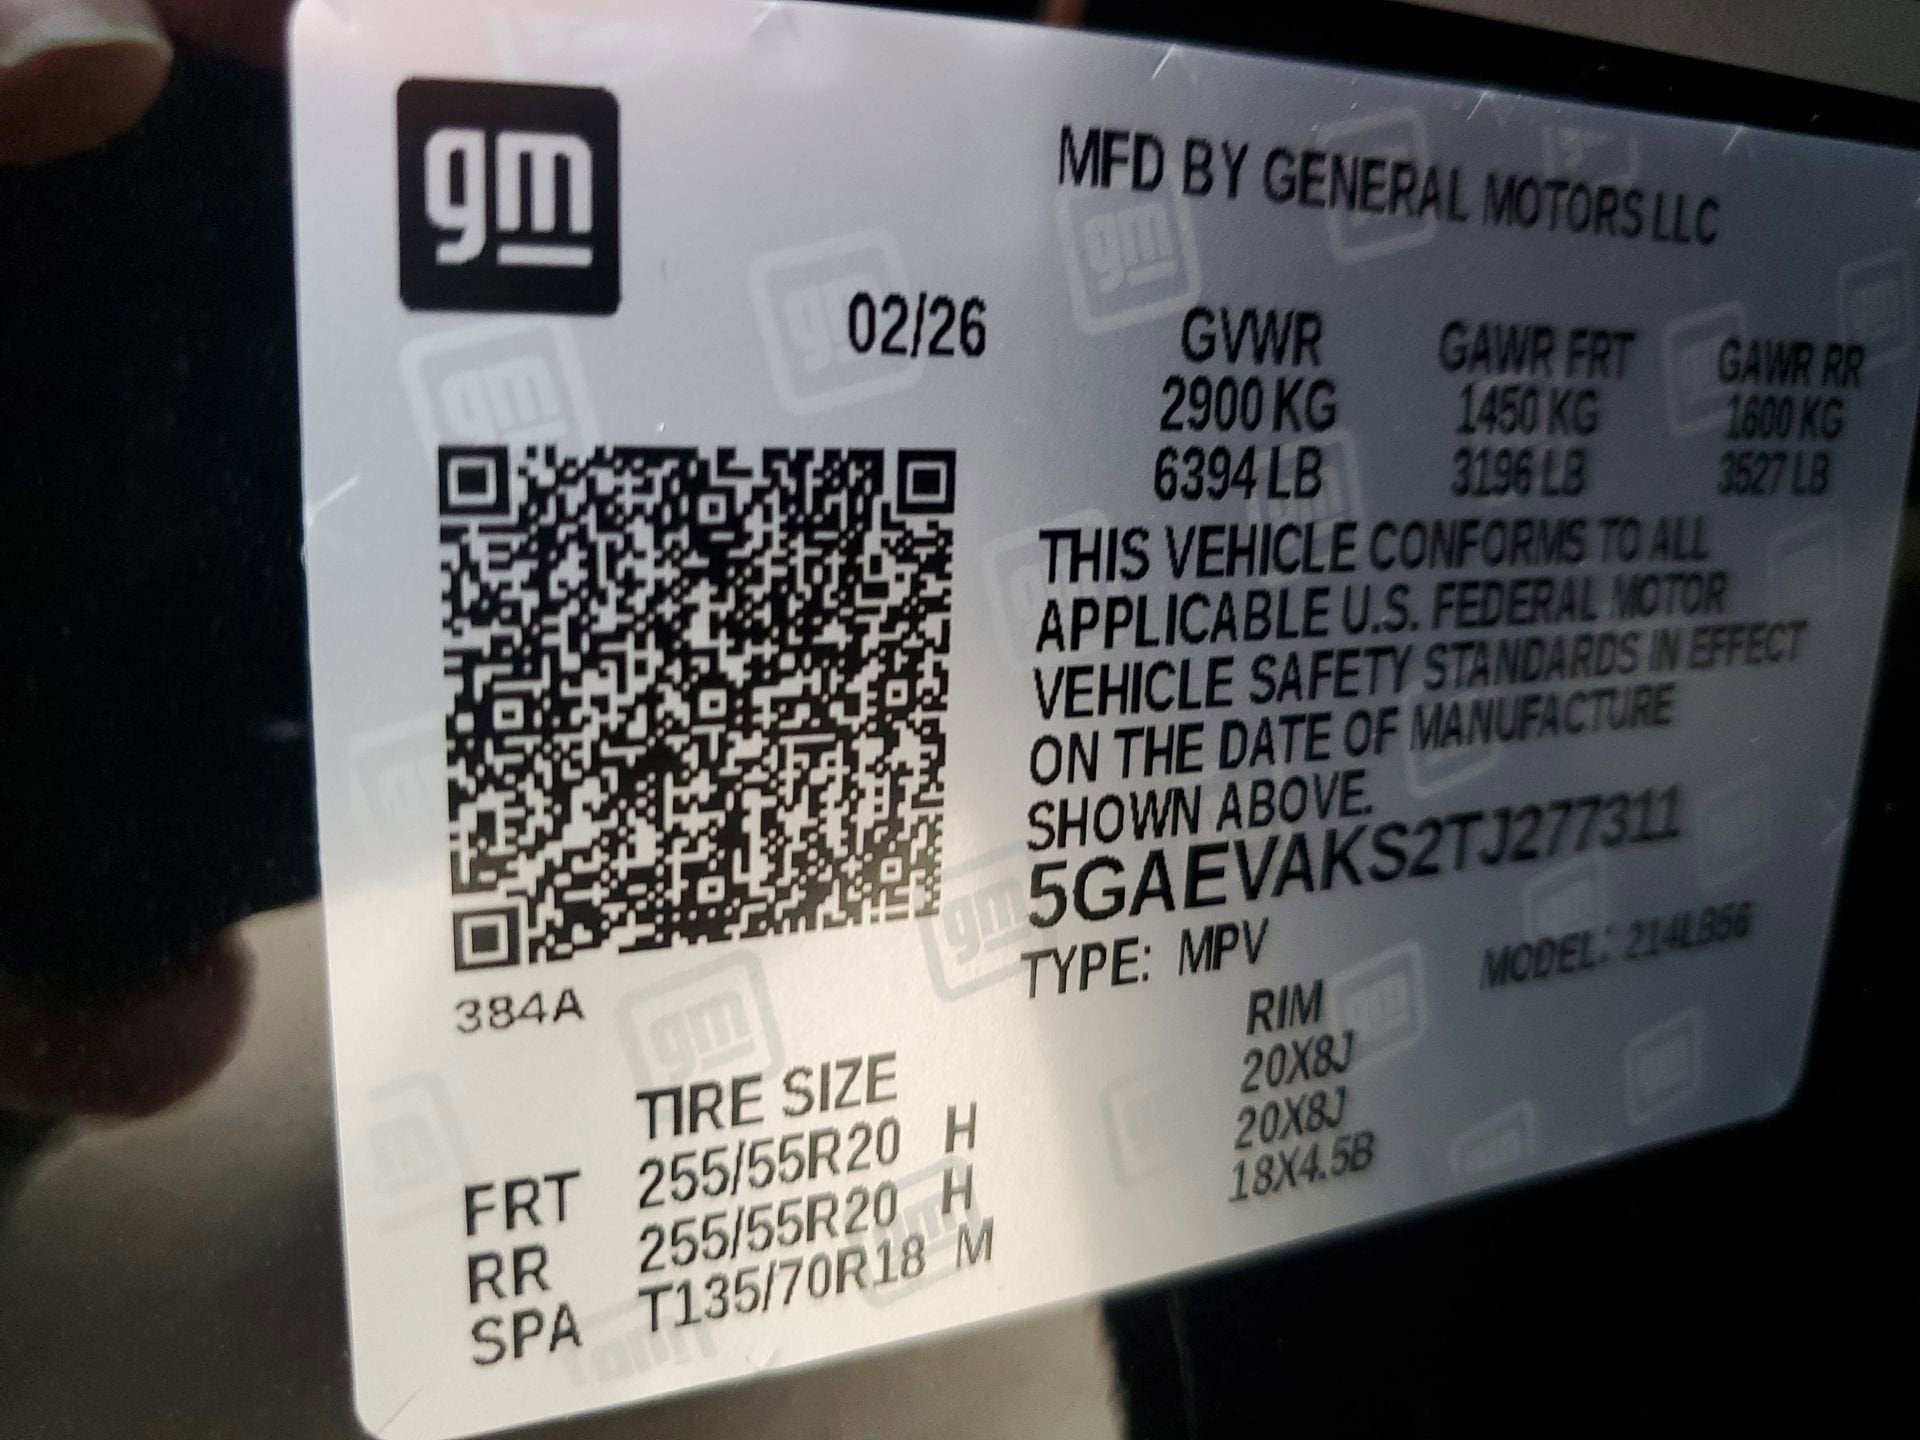 gm
MFD BY GENERAL MOTORS LLC
02/26
GVWR GAWR FRT GAWR RR
2900 KG 1450 KG 1600 KG
6394 LB 3196 LB 3527 LB
THIS VEHICLE CONFORMS TO ALL
APPLICABLE U.S. FEDERAL MOTOR
VEHICLE SAFETY STANDARDS IN EFFECT
ON THE DATE OF MANUFACTURE
SHOWN ABOVE.
5GAEVAKS2TJ277311
TYPE: MPV MODEL: 214LB56
384A
TIRE SIZE RIM
FRT 255/55R20 H 20X8J
RR 255/55R20 H 20X8J
SPA T135/70R18 M 18X4.5B